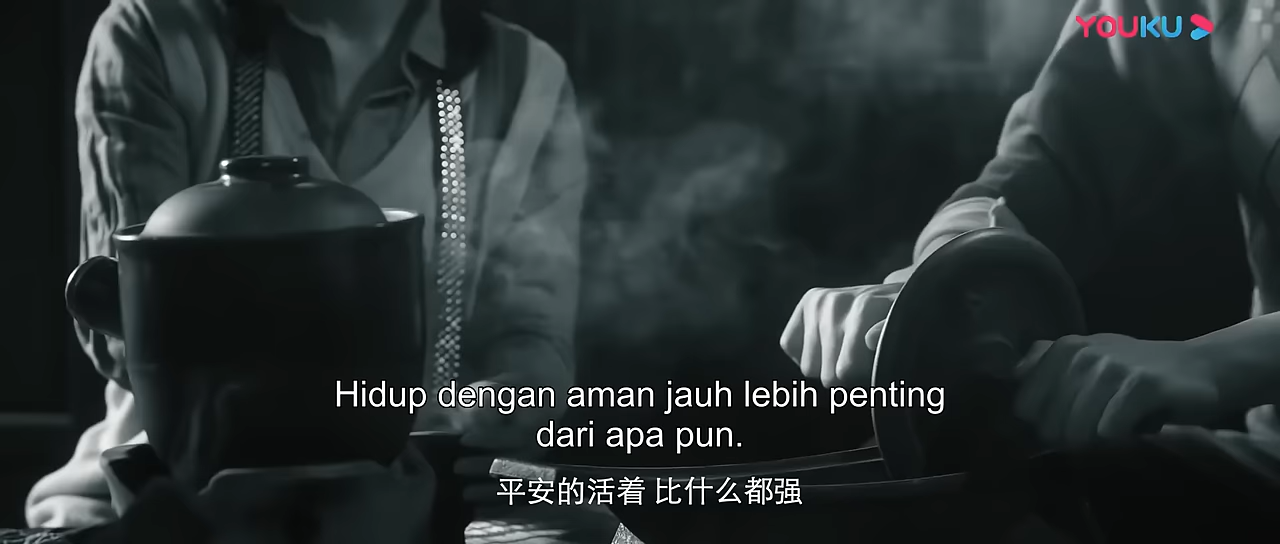 YOUKU
Hidup dengan aman jauh lebih penting
dari apa pun.
平安的活着 比什么都强